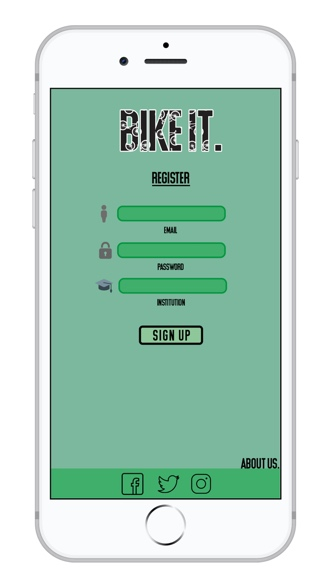 BIKE IT.
REGISTER
EMAIL
PASSWORD
INSTITUTION
SIGN UP
ABOUT US.